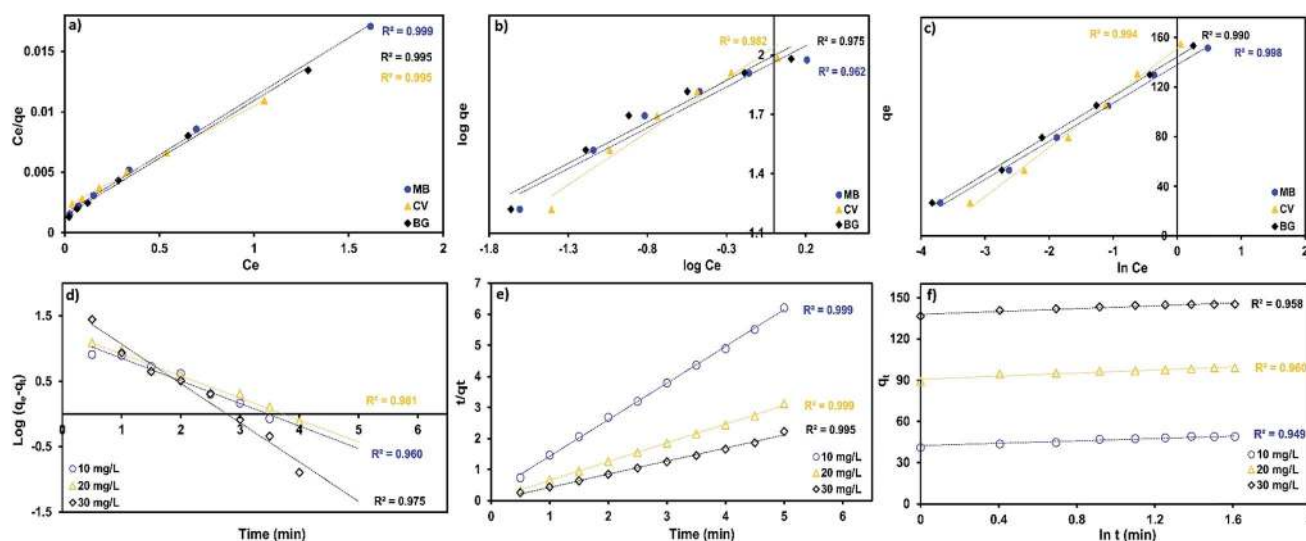 a)
R² = 0.999
R² = 0.995
R² = 0.995
0.015
0.01
0.005
0
Ce/qe
0 0.5 1 1.5 2
Ce
MB
CV
BG
b)
R² = 0.982
R² = 0.975
R² = 0.962
2
1.7
1.4
1.1
log qe
-1.8 -1.3 -0.8 -0.3 0.2
log Ce
MB
CV
BG
c)
R² = 0.994
R² = 0.990
R² = 0.998
150
120
90
60
30
0
qe
-4 -3 -2 -1 0 1 2
ln Ce
MB
CV
BG
d)
1.5
0.5
-0.5
-1.5
Log (qe-qt)
0 1 2 3 4 5 6
R² = 0.981
R² = 0.960
R² = 0.975
10 mg/L
20 mg/L
30 mg/L
Time (min)
e)
7
6
5
4
3
2
1
0
t/qt
R² = 0.999
R² = 0.999
R² = 0.995
10 mg/L
20 mg/L
30 mg/L
0 1 2 3 4 5 6
Time (min)
f)
150
120
90
60
30
0
qt
R² = 0.958
R² = 0.960
R² = 0.949
10 mg/L
20 mg/L
30 mg/L
0 0.4 0.8 1.2 1.6
ln t (min)